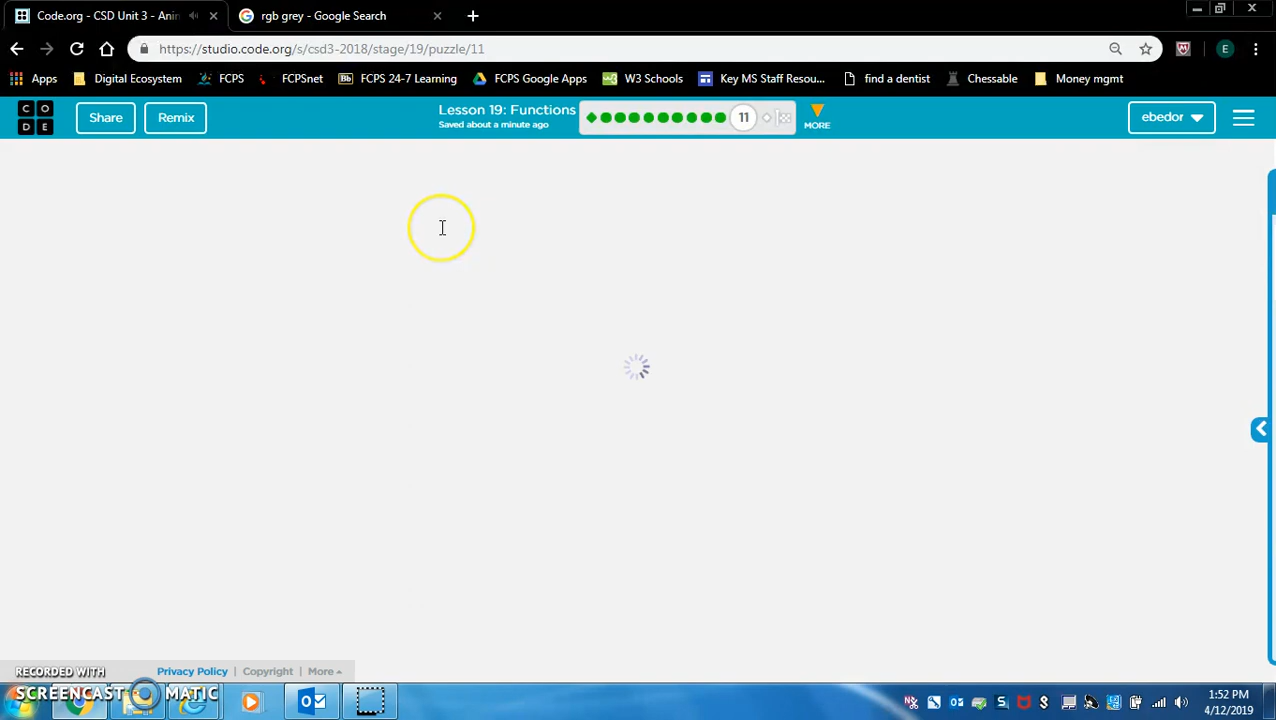 Code.org - CSD Unit 3 - Ani
rgb grey - Google Search
https://studio.code.org/s/csd3-2018/stage/19/puzzle/11
E
Apps
Digital Ecosystem
FCPS
FCPSnet
Bb
FCPS 24-7 Learning
FCPS Google Apps
W3 Schools
Key MS Staff Resou...
find a dentist
Chessable
Money mgmt
C O
D E
Share
Remix
Lesson 19: Functions
Saved about a minute ago
11
MORE
ebedor
Privacy Policy | Copyright | More
RECORDED WITH
SCREENCAST MATIC
1:52 PM
4/12/2019